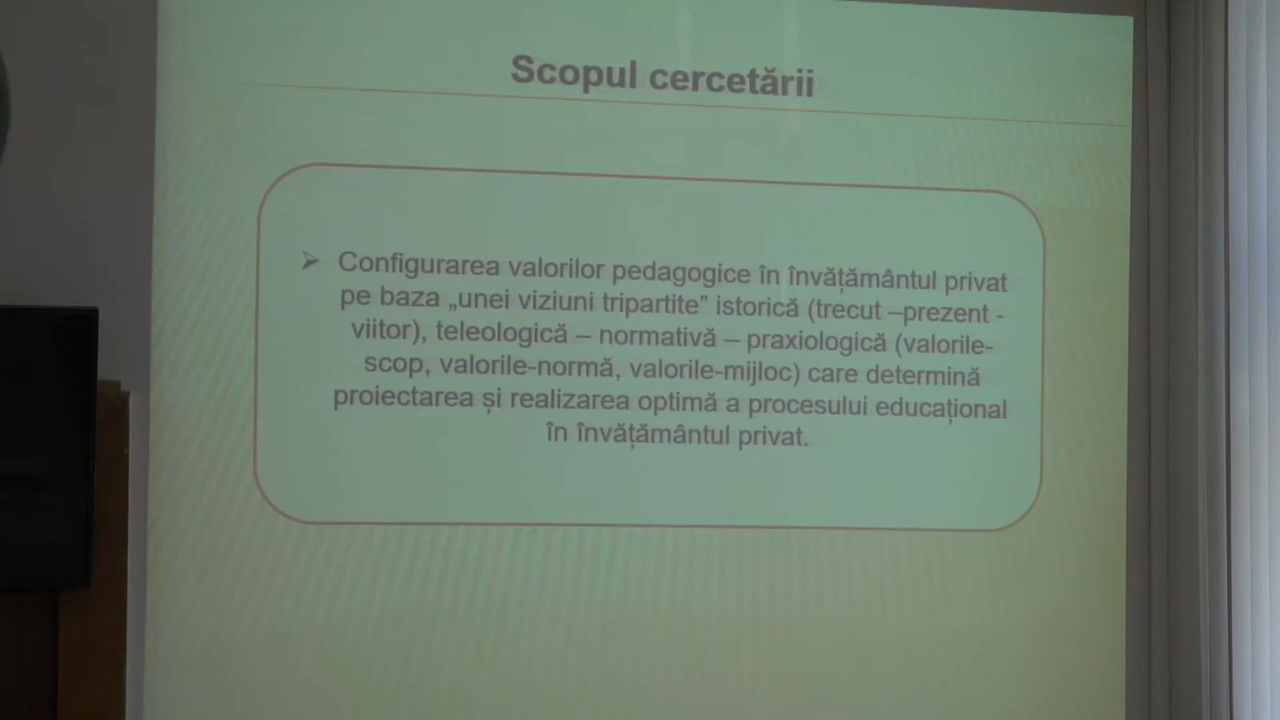 Scopul cercetării
➢ Configurarea valorilor pedagogice în învățământul privat
pe baza „unei viziuni tripartite” istorică (trecut –prezent -
viitor), teleologică – normativă – praxiologică (valorile-
scop, valorile-normă, valorile-mijloc) care determină
proiectarea și realizarea optimă a procesului educațional
în învățământul privat.